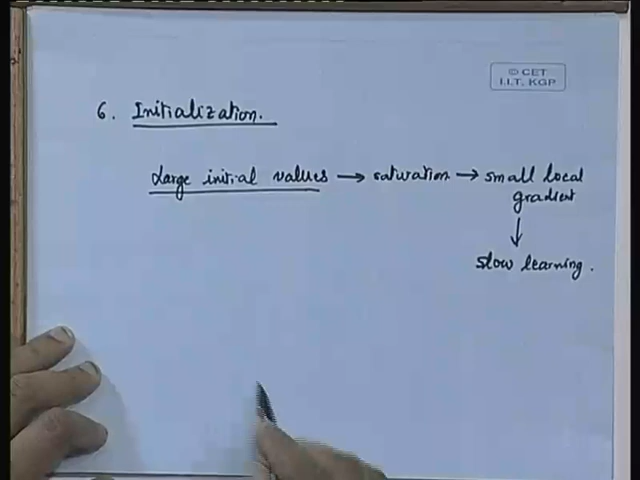 © CET
I.I.T. KGP
6. Initialization.
Large initial values → saturation → small local
gradient
↓
slow learning.